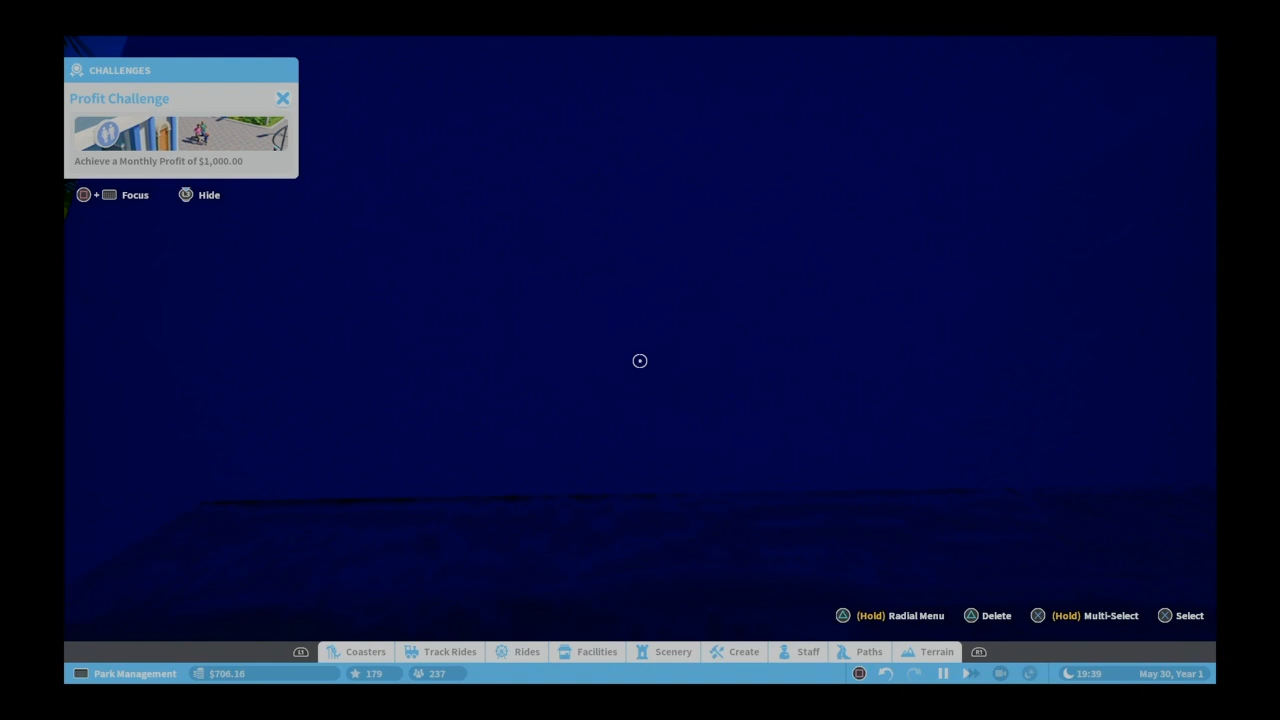 CHALLENGES
Profit Challenge
Achieve a Monthly Profit of $1,000.00
+ Focus Hide
(Hold) Radial Menu Delete (Hold) Multi-Select Select
L1 Coasters Track Rides Rides Facilities Scenery Create Staff Paths Terrain R1
Park Management $706.16 179 237 19:39 May 30, Year 1